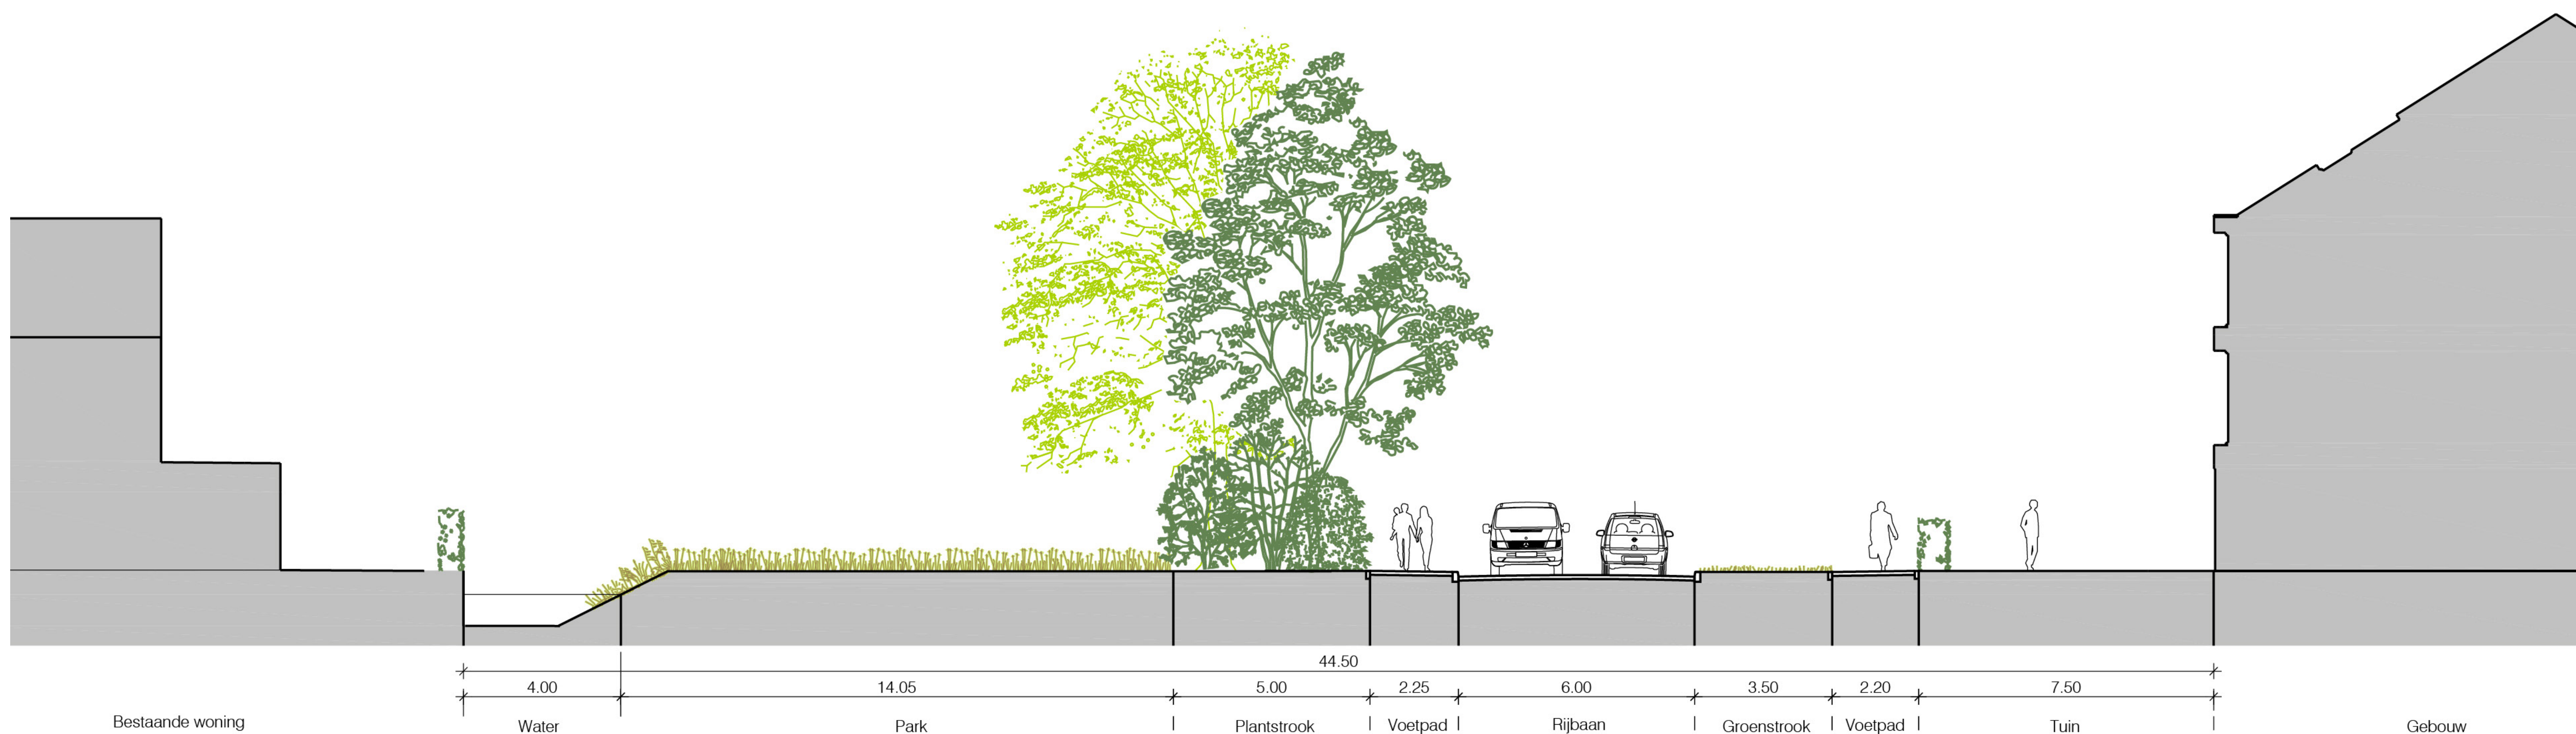 44.50
4.00 14.05 5.00 2.25 6.00 3.50 2.20 7.50
Bestaande woning Water Park Plantstrook Voetpad Rijbaan Groenstrook Voetpad Tuin Gebouw